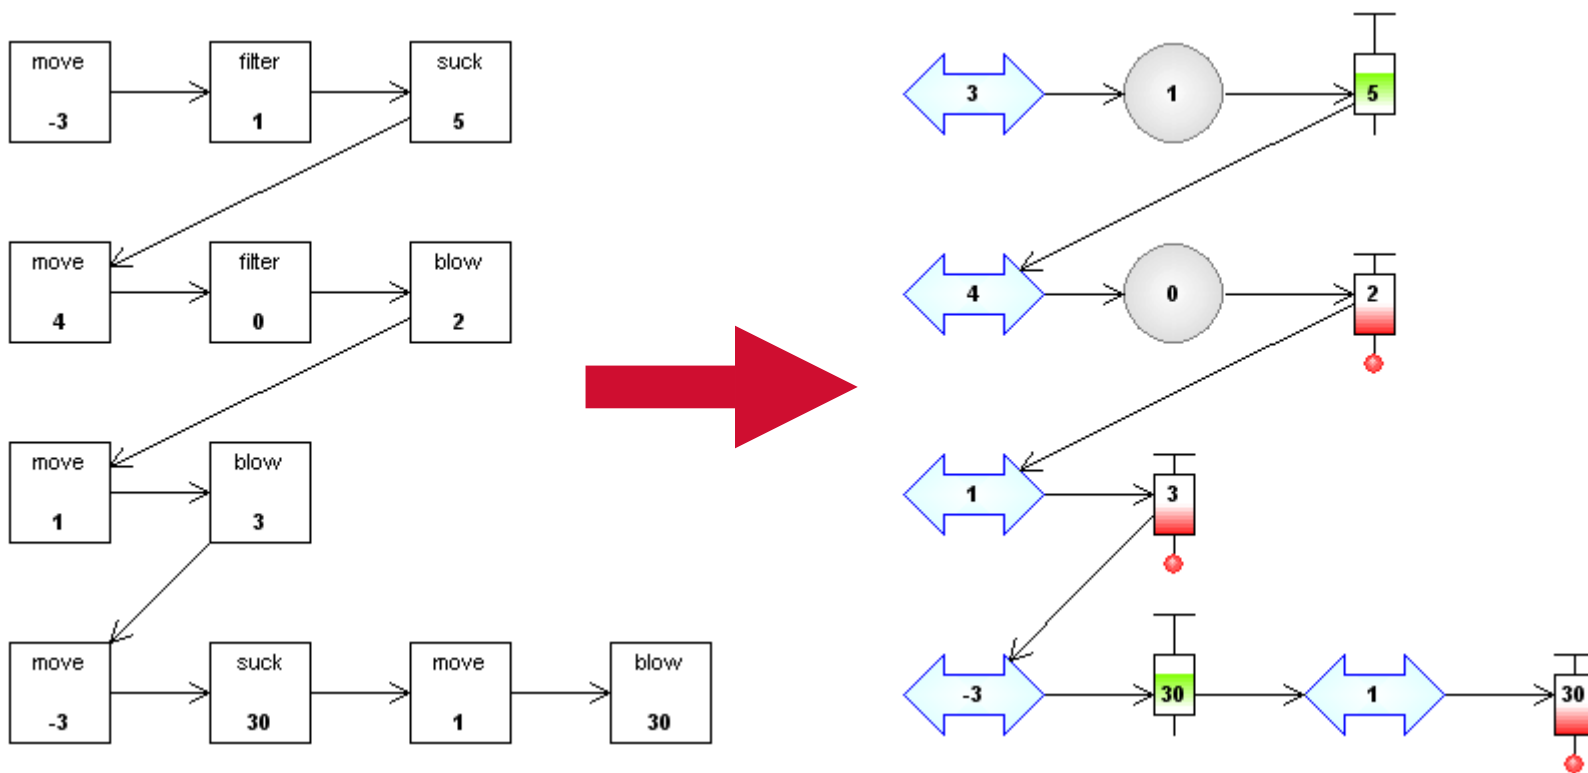 move filter suck
-3 1 5
3 1 5
move filter blow
4 0 2
4 0 2
move blow
1 3
1 3
move suck move blow
-3 30 1 30
-3 30 1 30